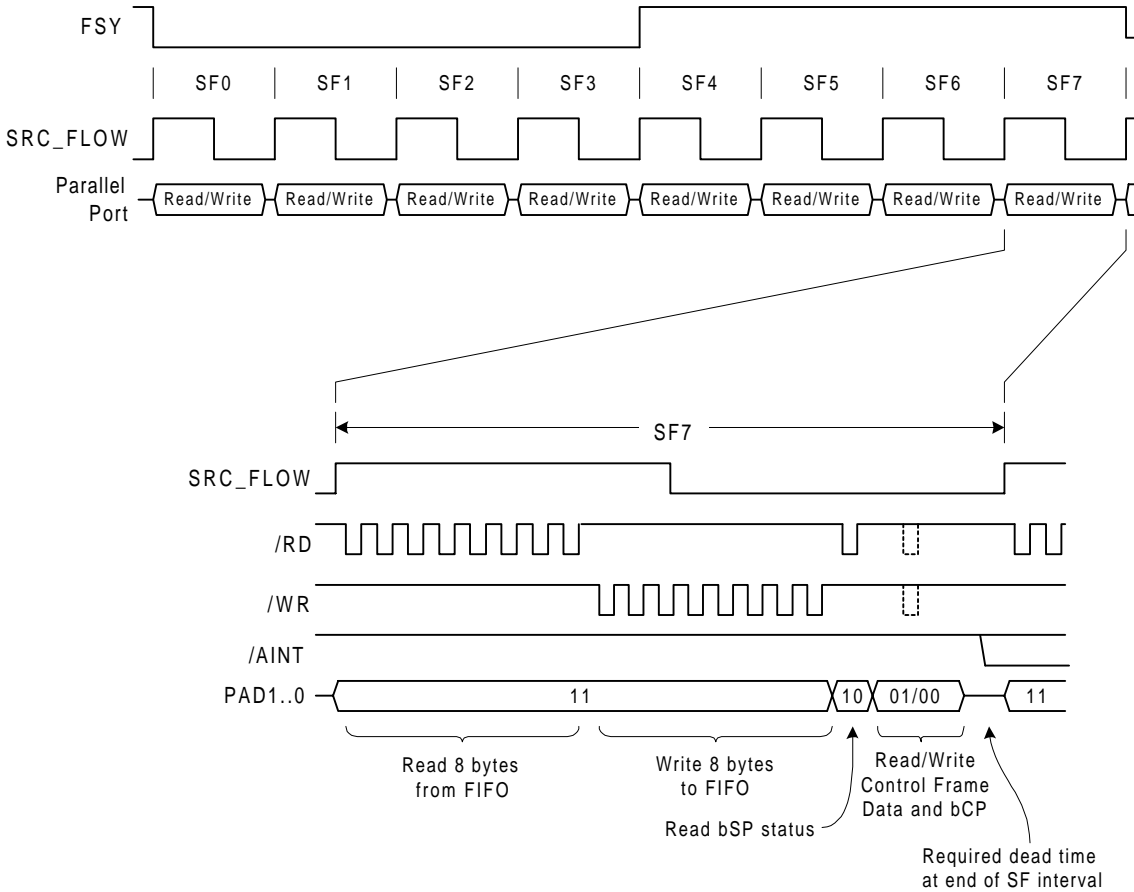 FSY
SF0 SF1 SF2 SF3 SF4 SF5 SF6 SF7
SRC_FLOW
Parallel
Port
Read/Write Read/Write Read/Write Read/Write Read/Write Read/Write Read/Write Read/Write
SF7
SRC_FLOW
/RD
/WR
/AINT
PAD1..0
11 10 01/00 11
Read 8 bytes
from FIFO
Write 8 bytes
to FIFO
Read bSP status
Read/Write
Control Frame
Data and bCP
Required dead time
at end of SF interval